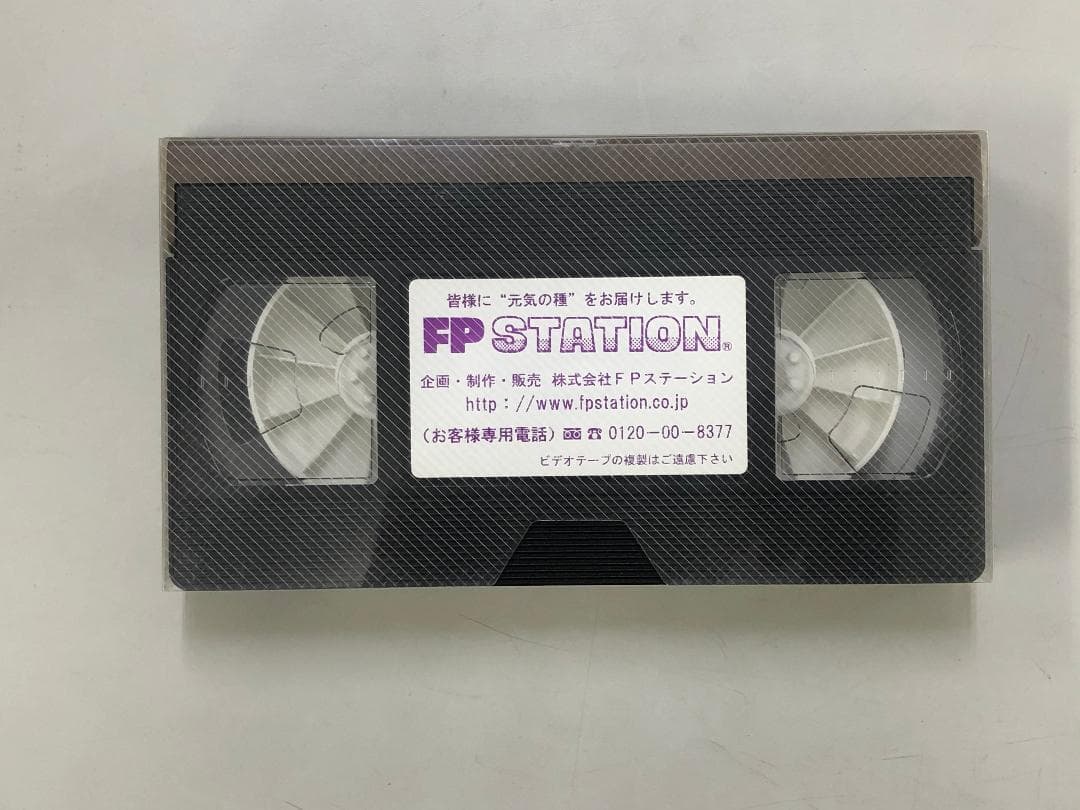 皆様に“元気の種”をお届けします。
FP STATION®
企画・制作・販売 株式会社FPステーション
http://www.fpstation.co.jp
(お客様専用電話) ☎ 0120-00-8377
ビデオテープの複製はご遠慮下さい